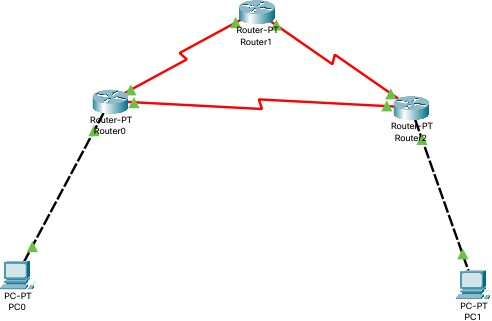 Router-PT
Router1
Router-PT
Router0
Router-PT
Router2
PC-PT
PC0
PC-PT
PC1